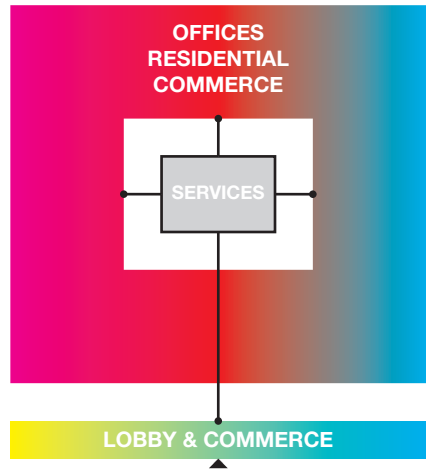 OFFICES
RESIDENTIAL
COMMERCE
SERVICES
LOBBY & COMMERCE